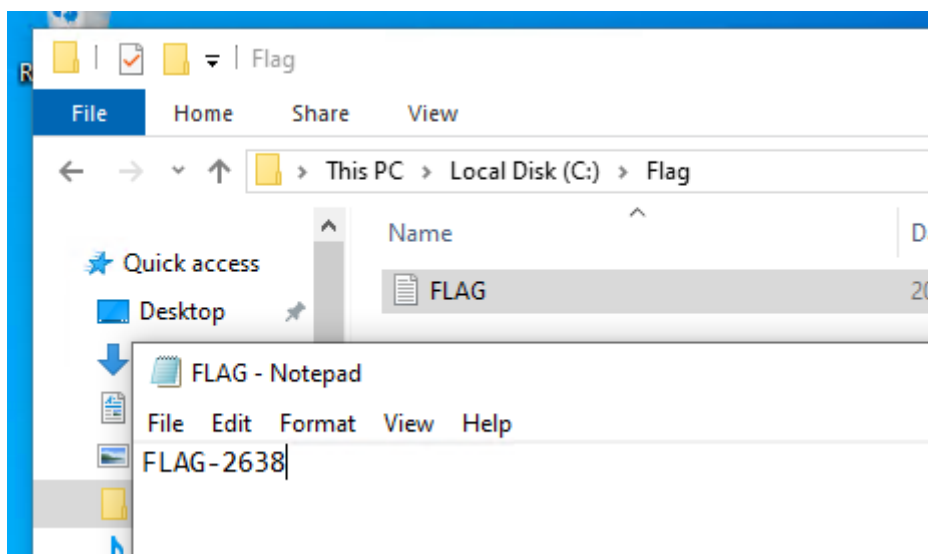 R
Flag
File Home Share View
This PC > Local Disk (C:) > Flag
Name
Quick access
FLAG
Desktop
FLAG - Notepad
File Edit Format View Help
FLAG-2638